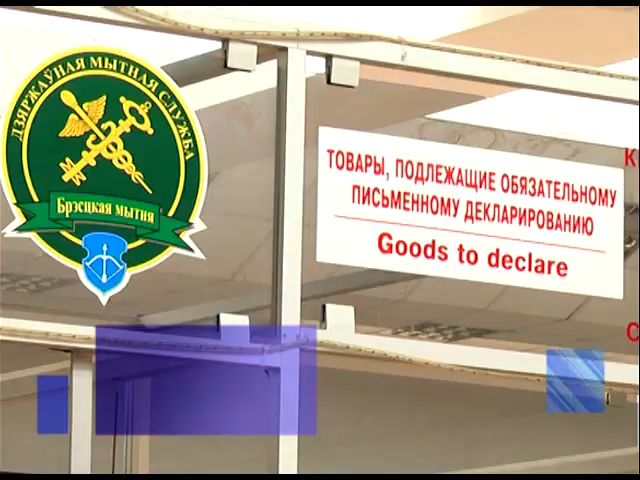 ДЗЯРЖАЎНАЯ МЫТНАЯ СЛУЖБА
Брэсцкая мытня
ТОВАРЫ, ПОДЛЕЖАЩИЕ ОБЯЗАТЕЛЬНОМУ
ПИСЬМЕННОМУ ДЕКЛАРИРОВАНИЮ
Goods to declare